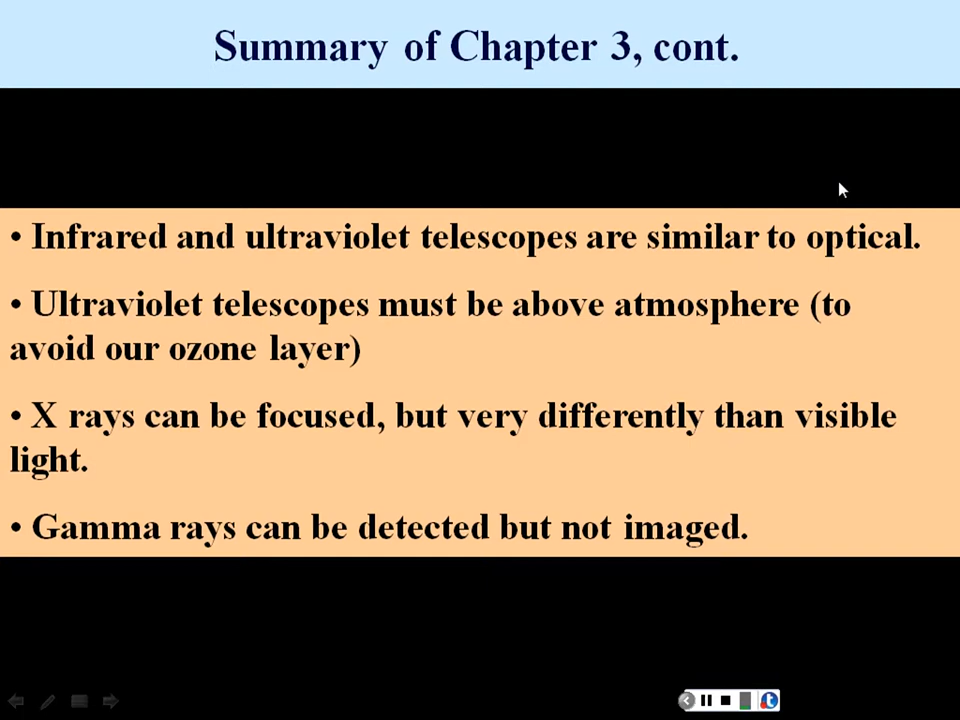 Summary of Chapter 3, cont.
• Infrared and ultraviolet telescopes are similar to optical.
• Ultraviolet telescopes must be above atmosphere (to
avoid our ozone layer)
• X rays can be focused, but very differently than visible
light.
• Gamma rays can be detected but not imaged.